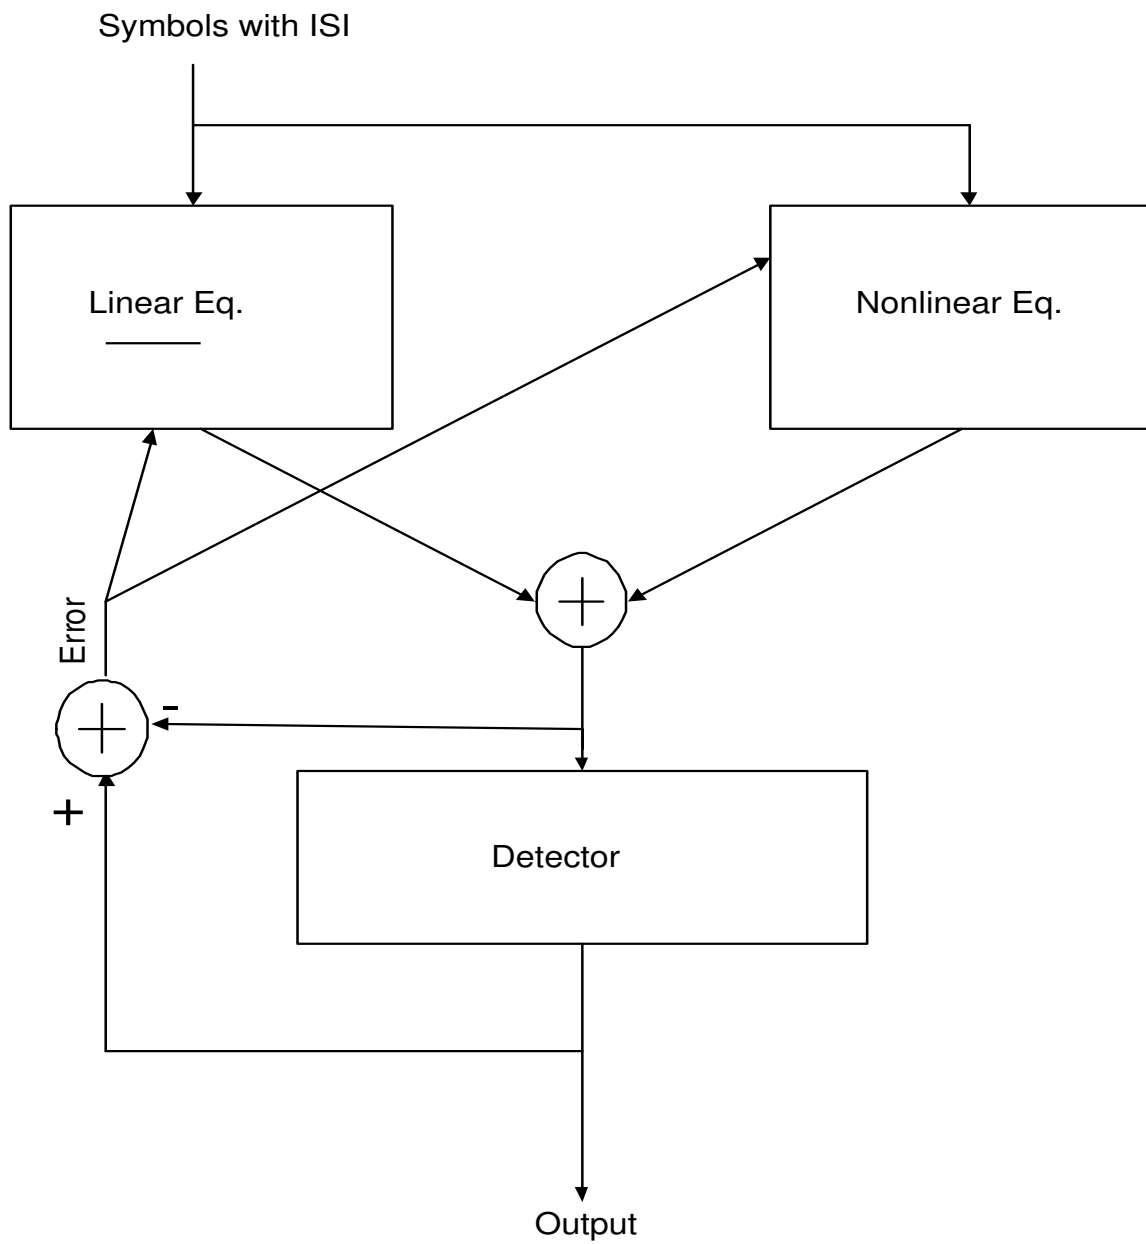 Symbols with ISI
Linear Eq.
Nonlinear Eq.
Error
-
+
Detector
Output